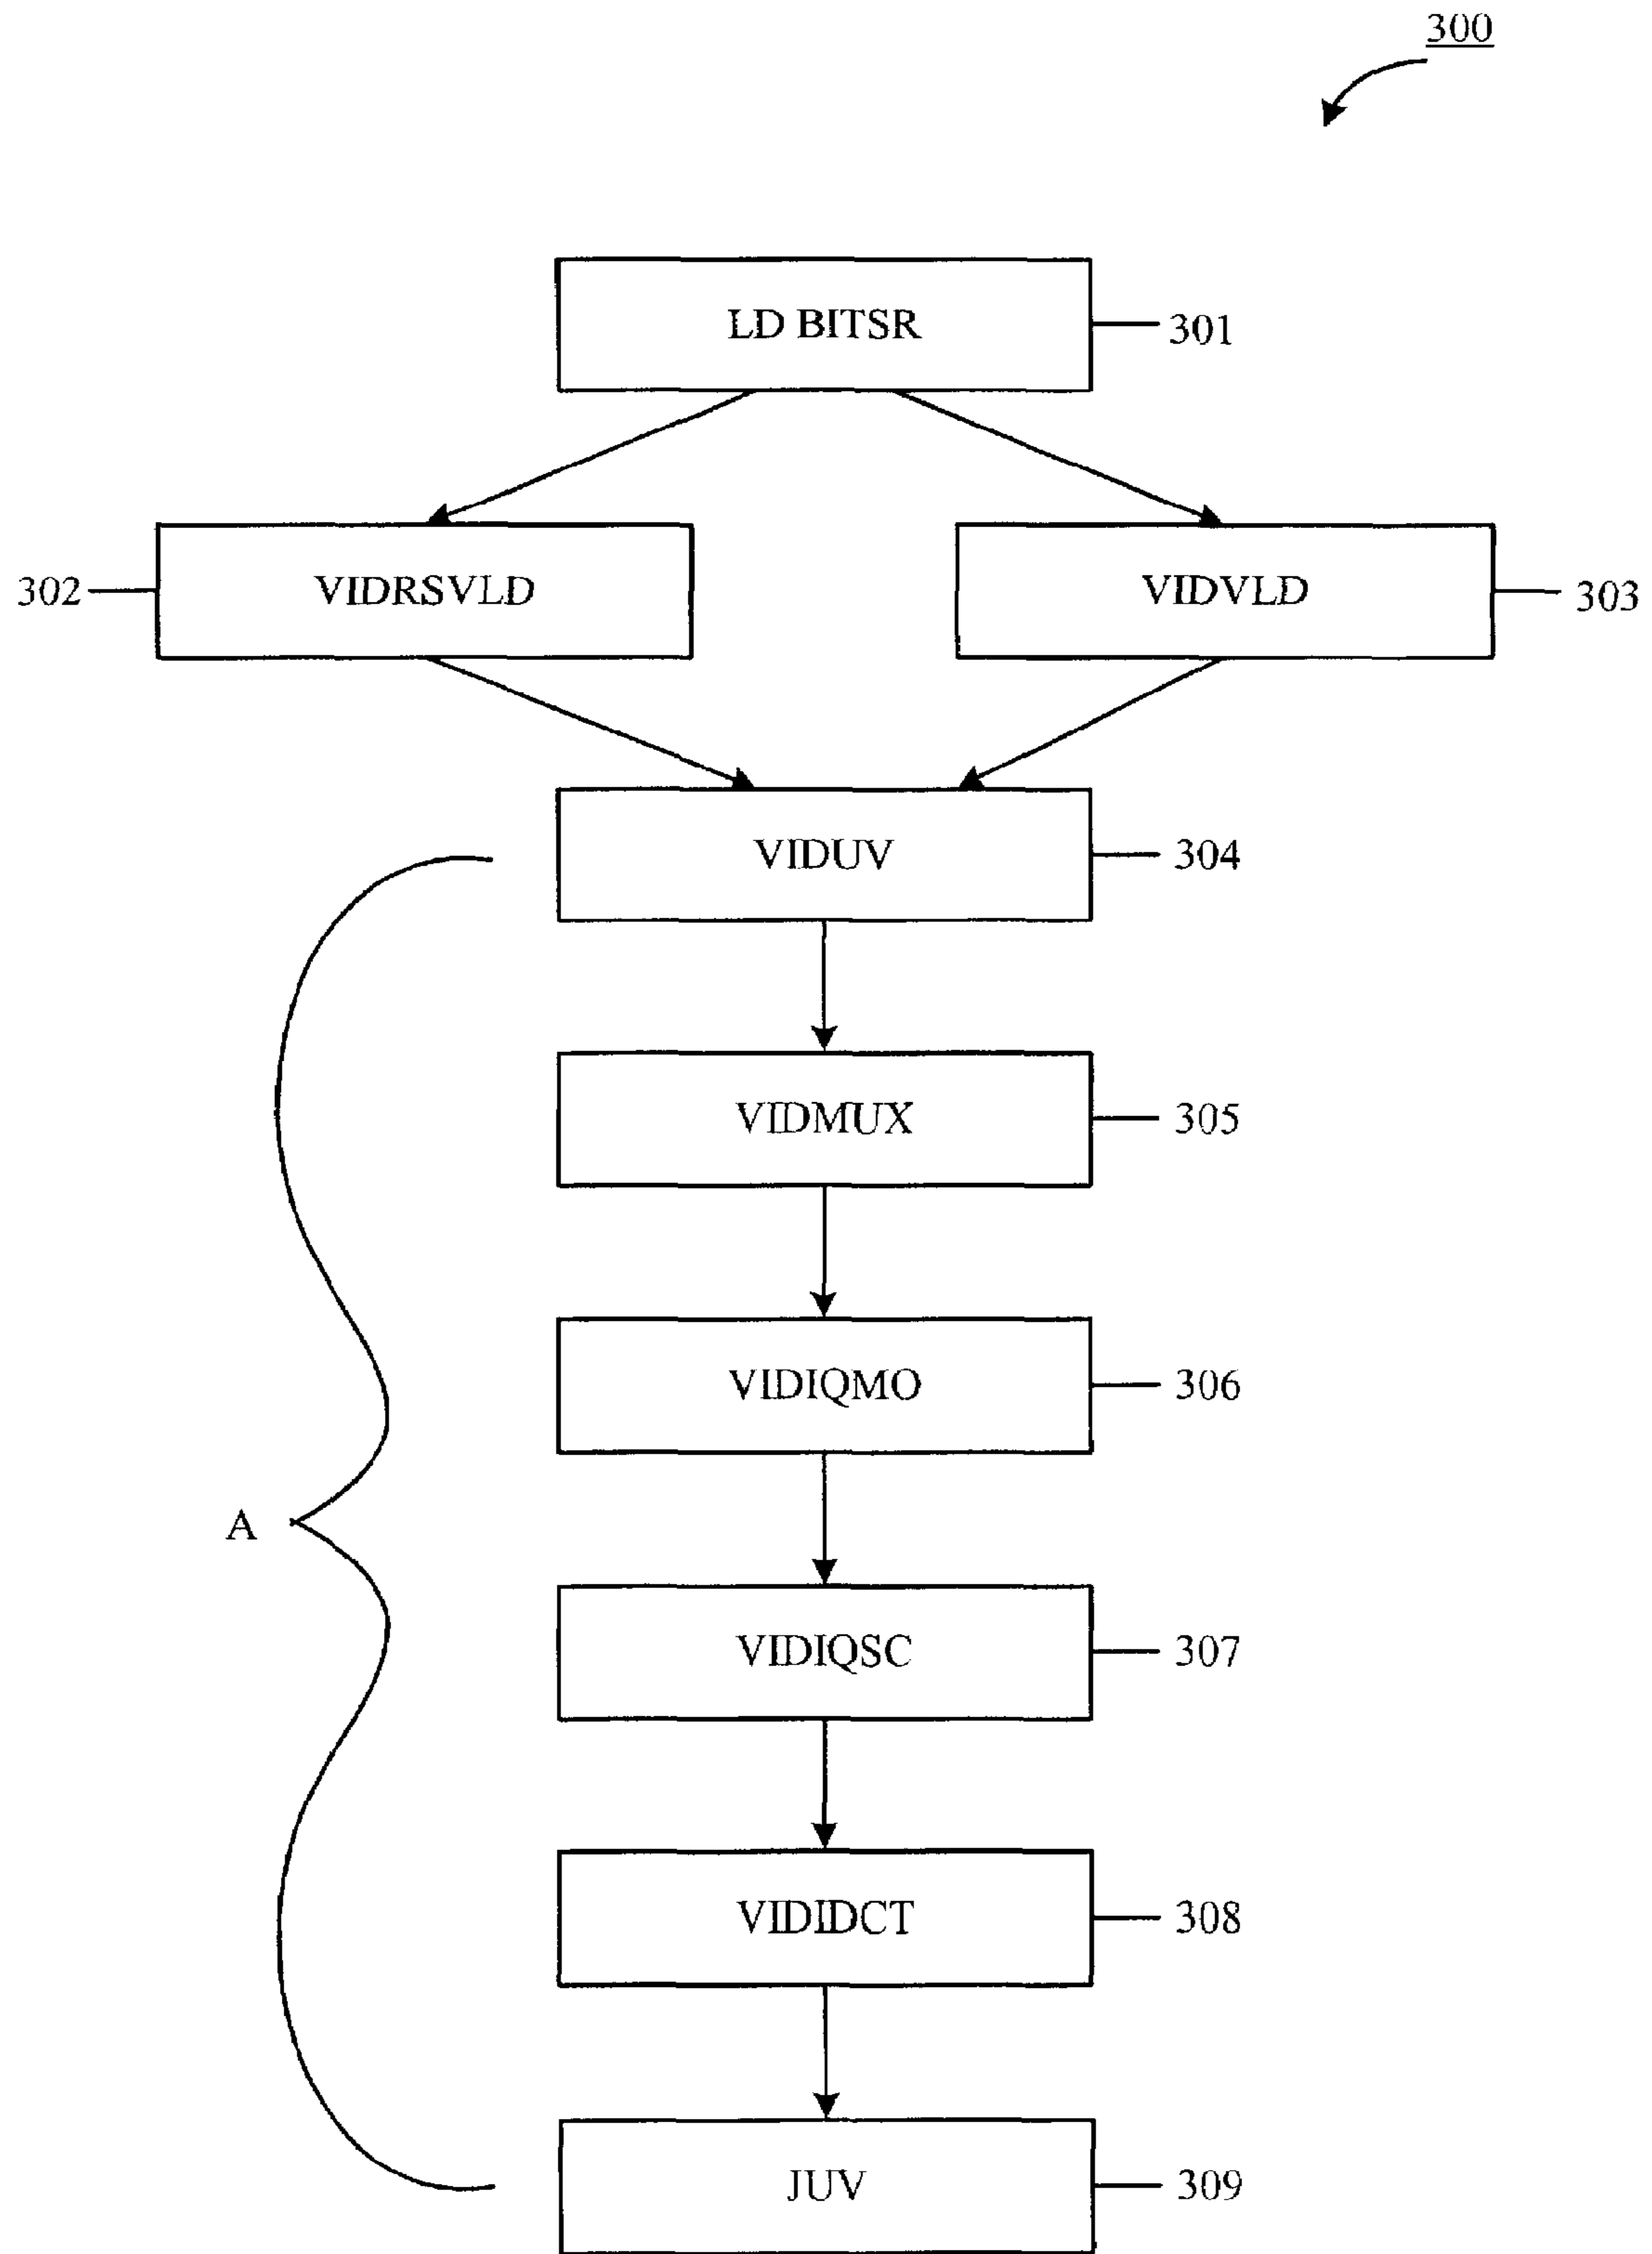 300
LD BITSR
301
302
VIDRSVLD
VIDVLD
303
VIDUV
304
VIDMUX
305
VIDIQMO
306
A
VIDIQSC
307
VIDIDCT
308
JUV
309